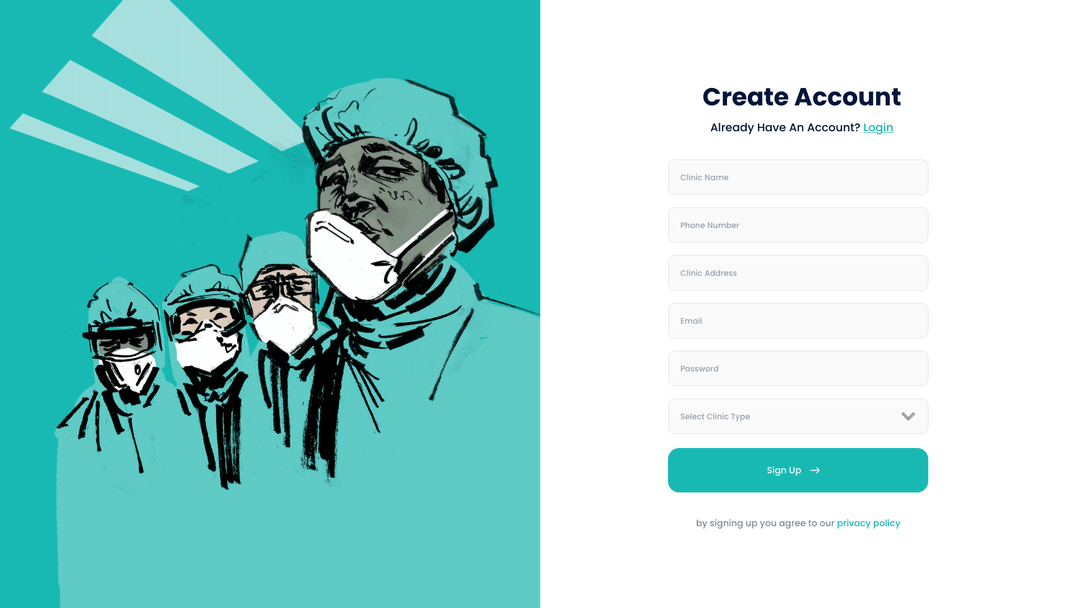 Create Account
Already Have An Account? Login
Clinic Name
Phone Number
Clinic Address
Email
Password
Select Clinic Type
Sign Up →
by signing up you agree to our privacy policy